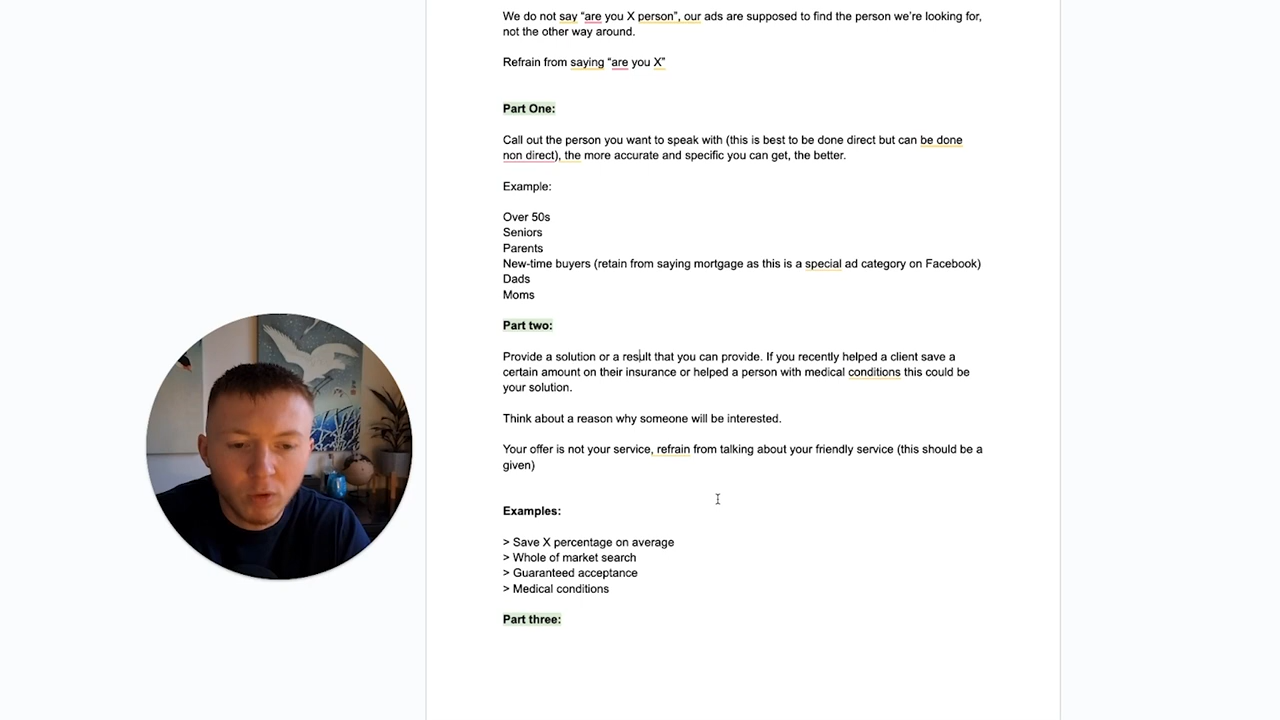 We do not say “are you X person”, our ads are supposed to find the person we’re looking for,
not the other way around.
Refrain from saying “are you X”
Part One:
Call out the person you want to speak with (this is best to be done direct but can be done
non direct), the more accurate and specific you can get, the better.
Example:
Over 50s
Seniors
Parents
New-time buyers (retain from saying mortgage as this is a special ad category on Facebook)
Dads
Moms
Part two:
Provide a solution or a result that you can provide. If you recently helped a client save a
certain amount on their insurance or helped a person with medical conditions this could be
your solution.
Think about a reason why someone will be interested.
Your offer is not your service, refrain from talking about your friendly service (this should be a
given)
Examples:
> Save X percentage on average
> Whole of market search
> Guaranteed acceptance
> Medical conditions
Part three: